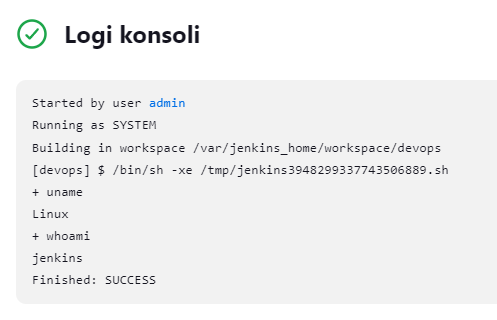 Logi konsoli
Started by user admin
Running as SYSTEM
Building in workspace /var/jenkins_home/workspace/devops
[devops] $ /bin/sh -xe /tmp/jenkins3948299337743506889.sh
+ uname
Linux
+ whoami
jenkins
Finished: SUCCESS